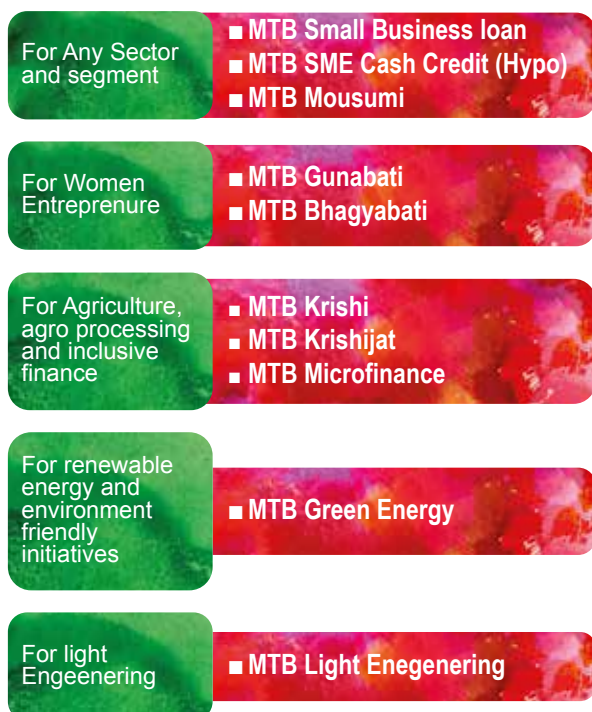 For Any Sector
and segment
■ MTB Small Business loan
■ MTB SME Cash Credit (Hypo)
■ MTB Mousumi
For Women
Entreprenure
■ MTB Gunabati
■ MTB Bhagyabati
For Agriculture,
agro processing
and inclusive
finance
■ MTB Krishi
■ MTB Krishijat
■ MTB Microfinance
For renewable
energy and
environment
friendly
initiatives
■ MTB Green Energy
For light
Engeenering
■ MTB Light Enegenering